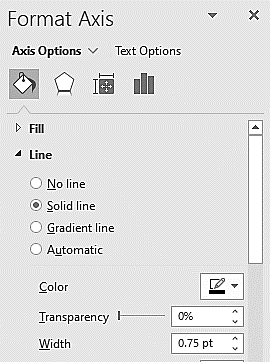 Format Axis
Axis Options Text Options
Fill
Line
No line
Solid line
Gradient line
Automatic
Color
Transparency 0%
Width 0.75 pt